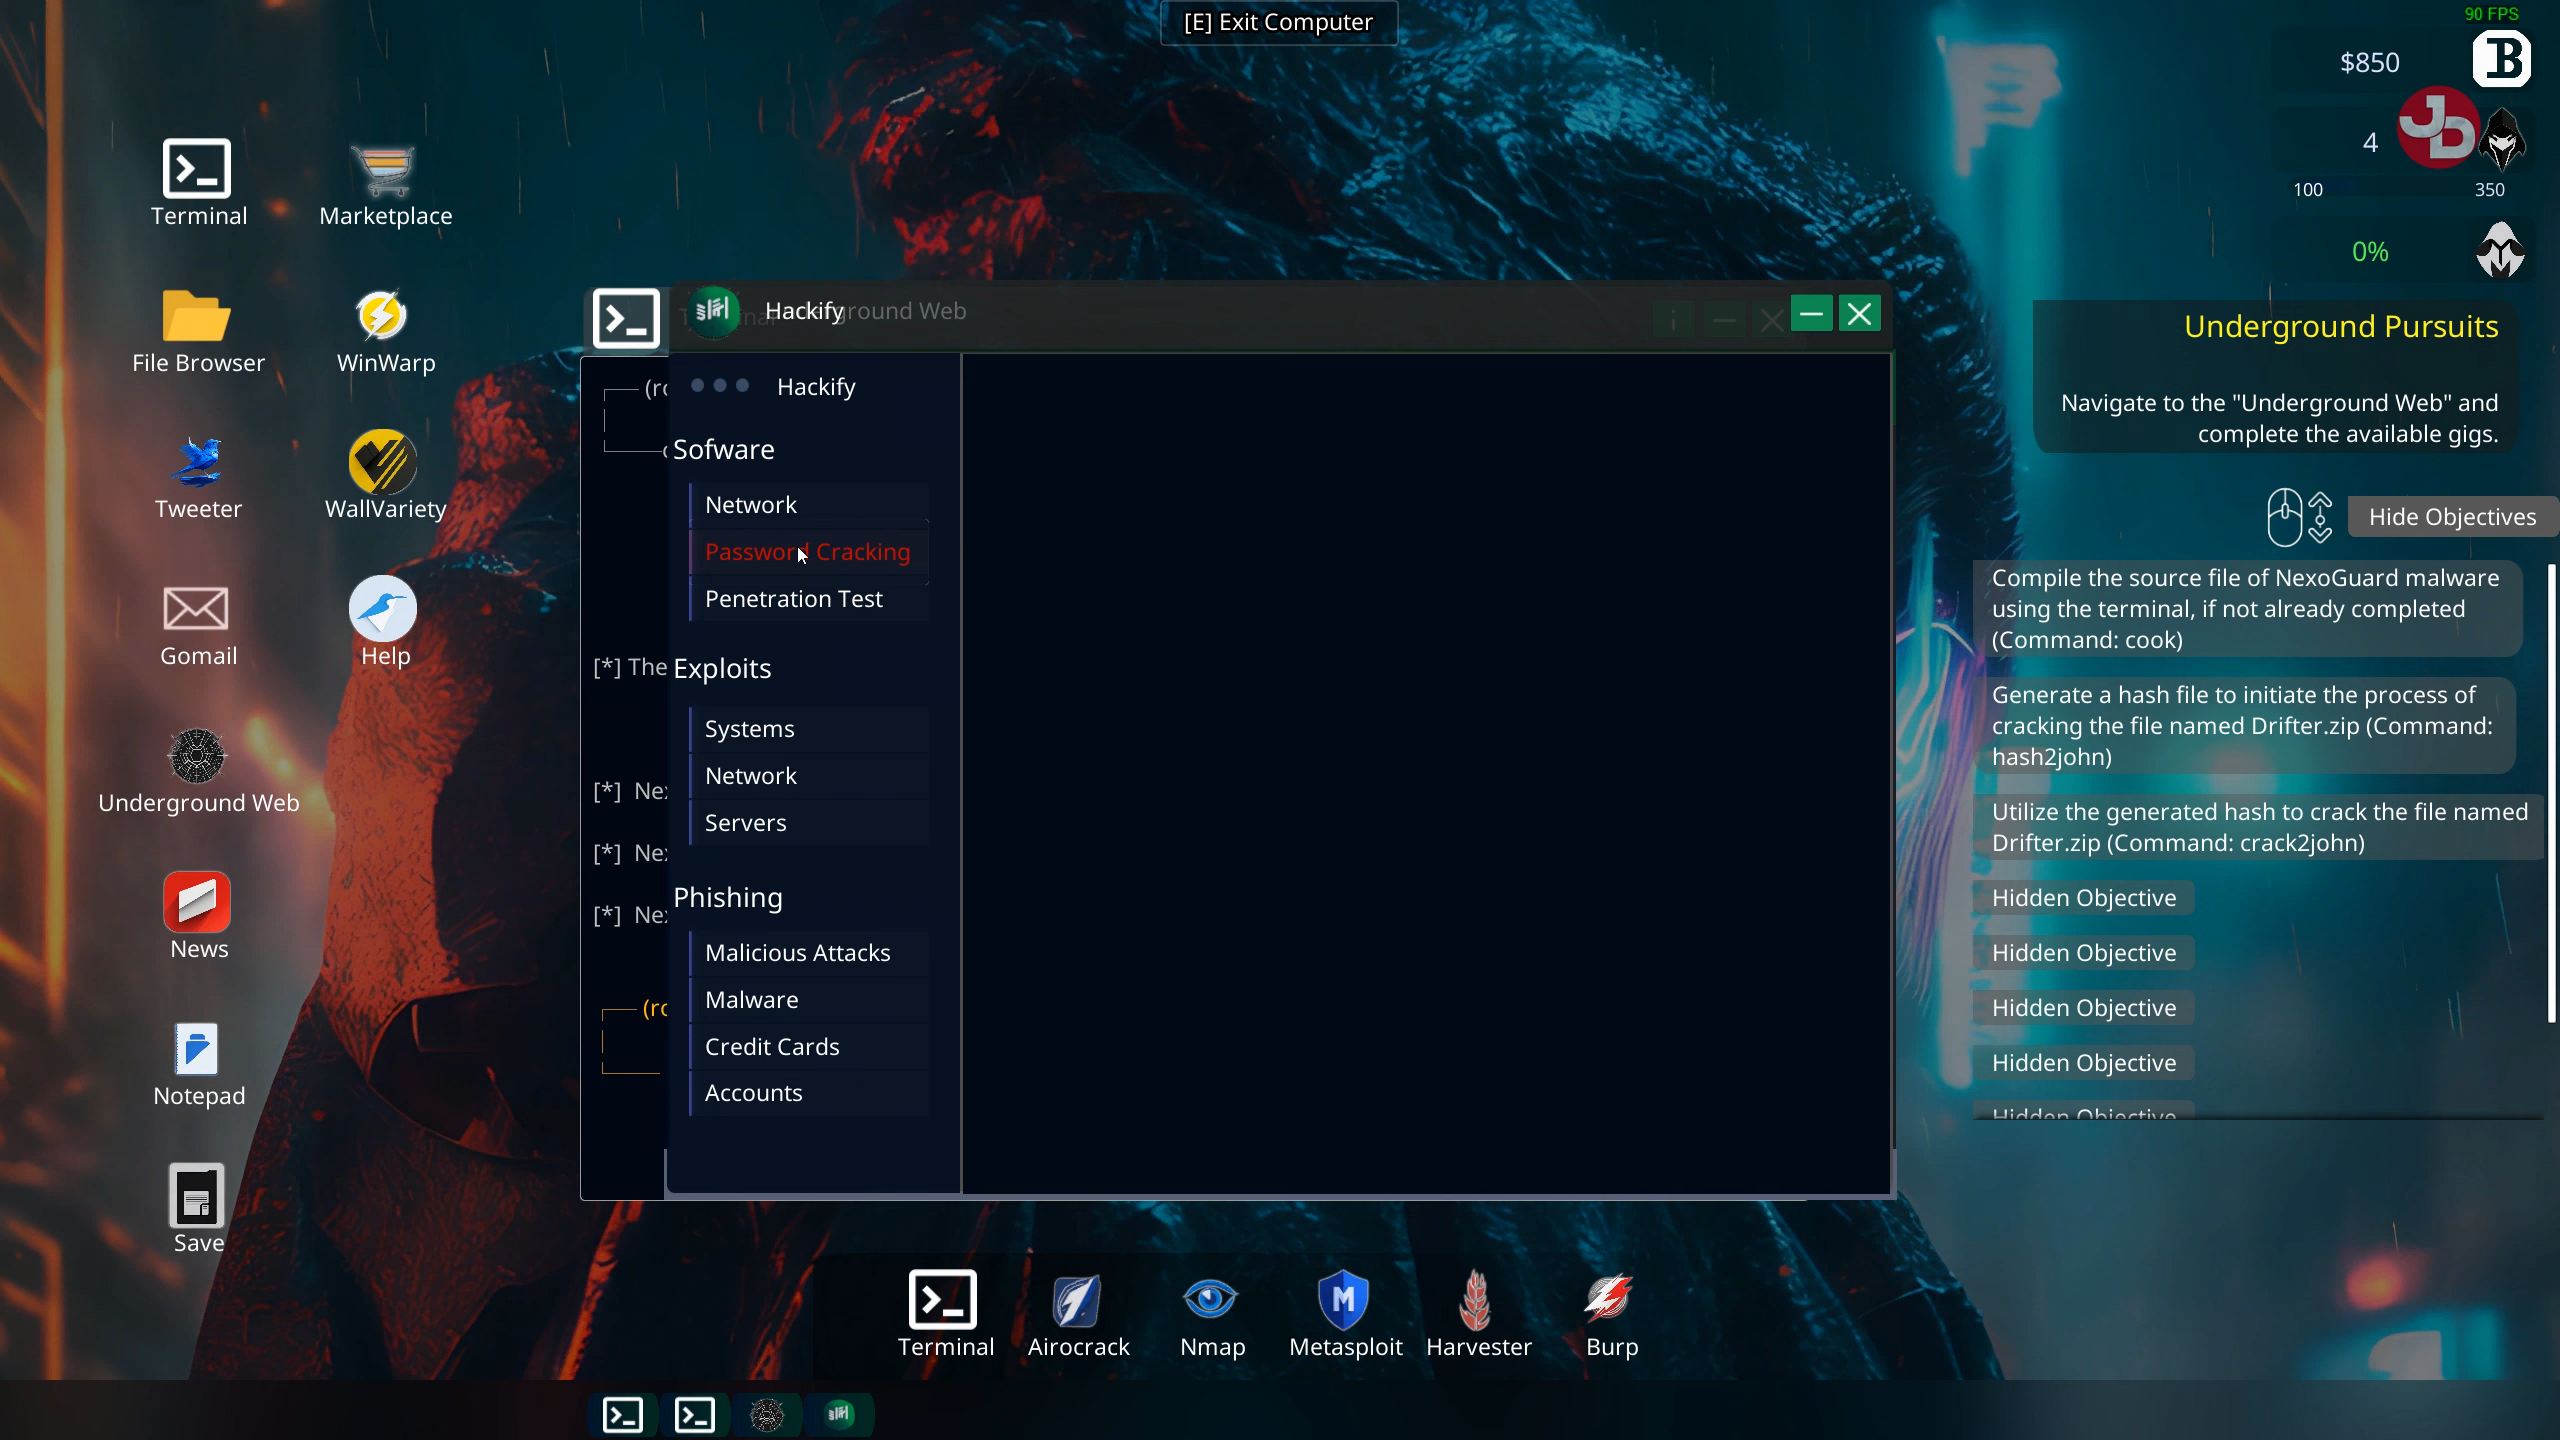 [E] Exit Computer
90 FPS
$850
B
4
JD
100
350
0%
Underground Pursuits
Navigate to the "Underground Web" and
complete the available gigs.
Hide Objectives
Compile the source file of NexoGuard malware
using the terminal, if not already completed
(Command: cook)
Generate a hash file to initiate the process of
cracking the file named Drifter.zip (Command:
hash2john)
Utilize the generated hash to crack the file named
Drifter.zip (Command: crack2john)
Hidden Objective
Hidden Objective
Hidden Objective
Hidden Objective
Hidden Objective
Terminal
Marketplace
File Browser
WinWarp
Tweeter
WallVariety
Gomail
Help
Underground Web
News
Notepad
Save
Hackify
ground Web
Hackify
Sofware
Network
Password Cracking
Penetration Test
Exploits
Systems
Network
Servers
Phishing
Malicious Attacks
Malware
Credit Cards
Accounts
[*] The
[*]
[*]
[*]
Terminal
Airocrack
Nmap
M
Metasploit
Harvester
Burp